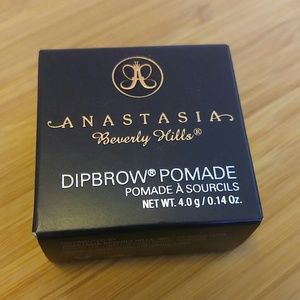 ANASTASIA
Beverly Hills®
DIPBROW® POMADE
POMADE À SOURCILS
NET WT. 4.0 g / 0.14 Oz.